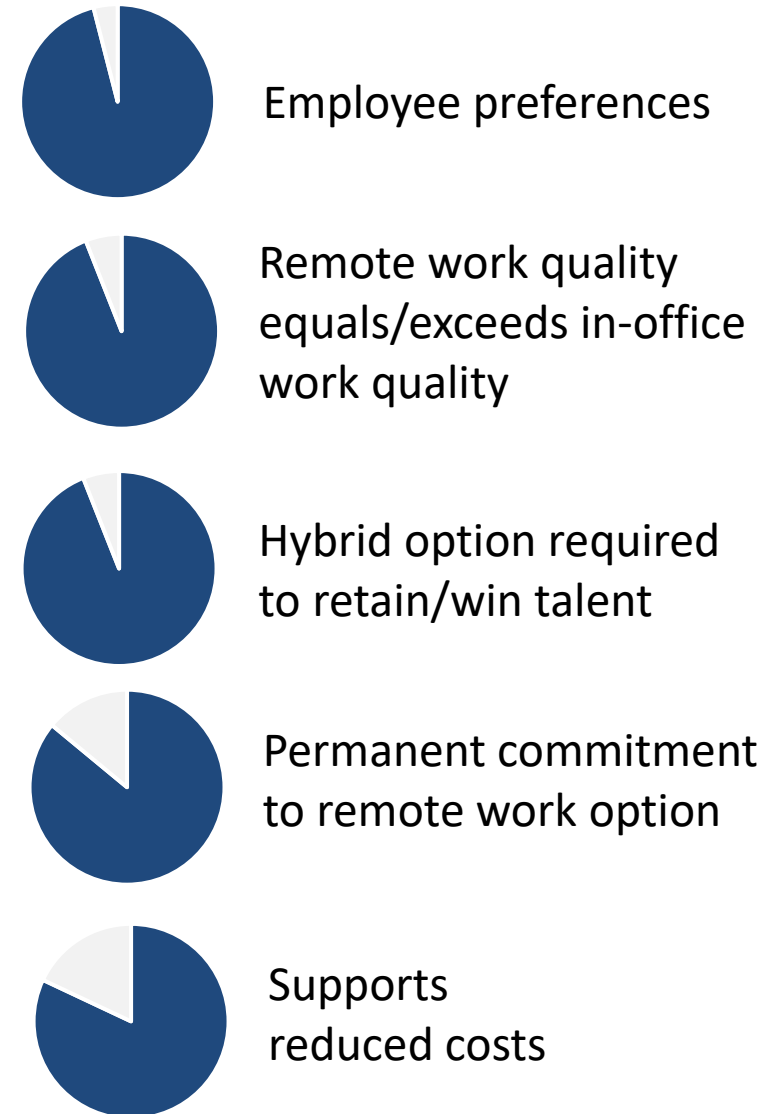 Employee preferences
Remote work quality
equals/exceeds in-office
work quality
Hybrid option required
to retain/win talent
Permanent commitment
to remote work option
Supports
reduced costs